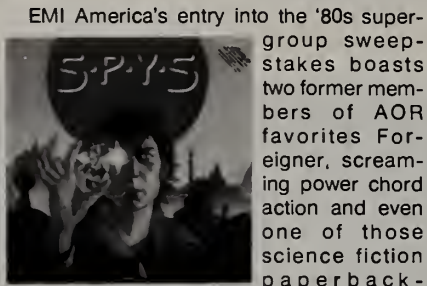 EMI America's entry into the '80s super-
group sweep-
stakes boasts
two former mem-
bers of AOR
favorites For-
eigner, scream-
ing power chord
action and even
one of those
science fiction
paperback-
S·P·Y·S